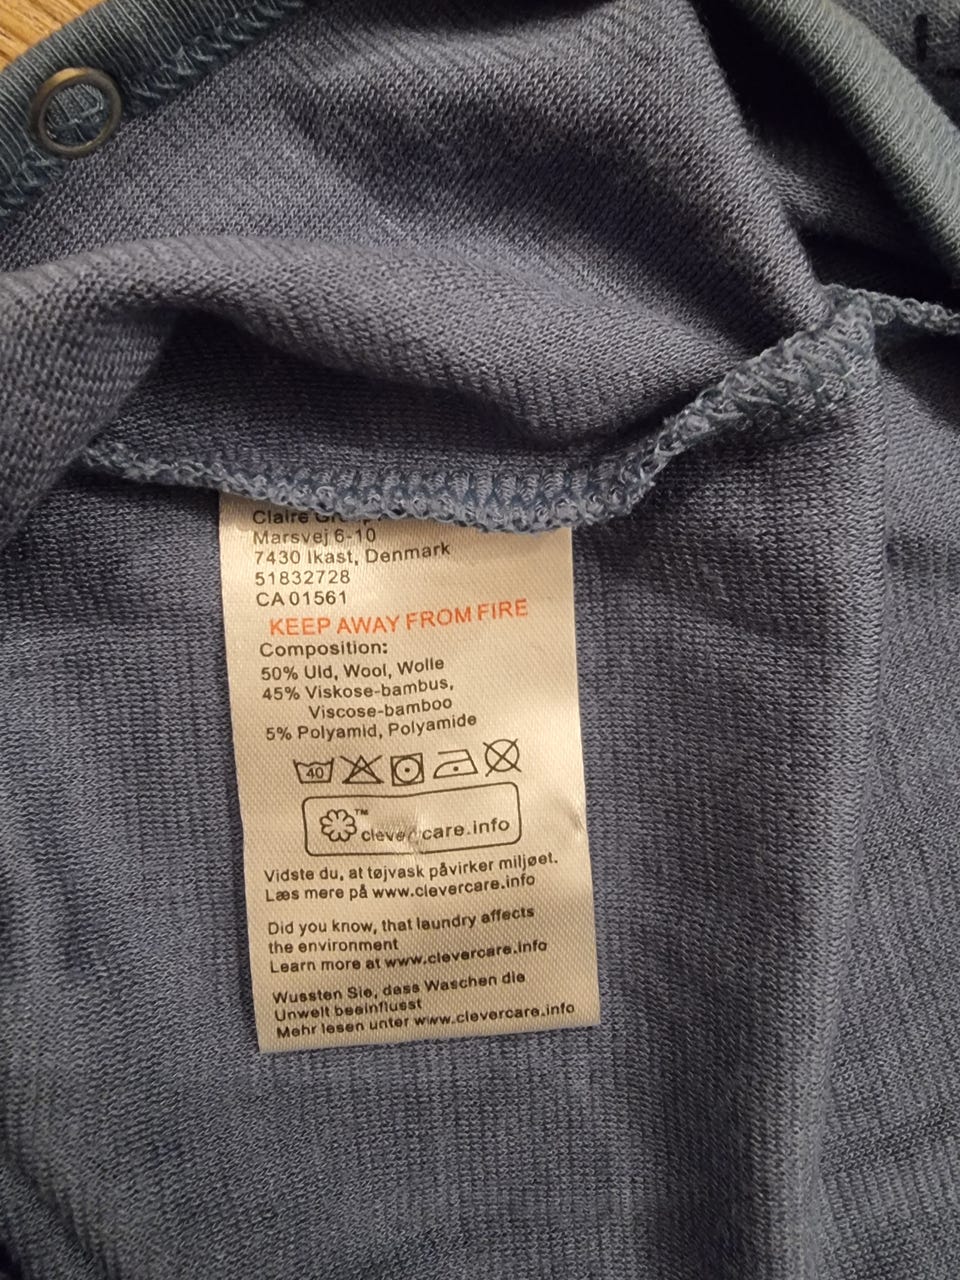 Claire
Marsvej 6-10
7430 Ikast, Denmark
51832728
CA 01561
KEEP AWAY FROM FIRE
Composition:
50% Uld, Wool, Wolle
45% Viskose-bambus,
Viscose-bamboo
5% Polyamid, Polyamide
40
clevercare.info
TM
Vidste du, at tøjvask påvirker miljøet.
Læs mere på www.clevercare.info
Did you know, that laundry affects
the environment
Learn more at www.clevercare.info
Wussten Sie, dass Waschen die
Unwelt beeinflusst
Mehr lesen unter www.clevercare.info